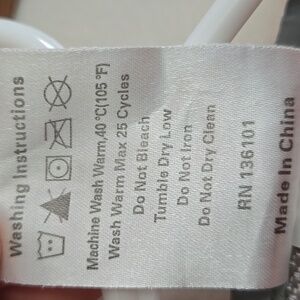 Washing Instructions
Machine Wash Warm,40 °C(105 °F)
Wash Warm Max 25 Cycles
Do Not Bleach
Tumble Dry Low
Do Not Iron
Do Not Dry Clean
RN 136101
Made In China